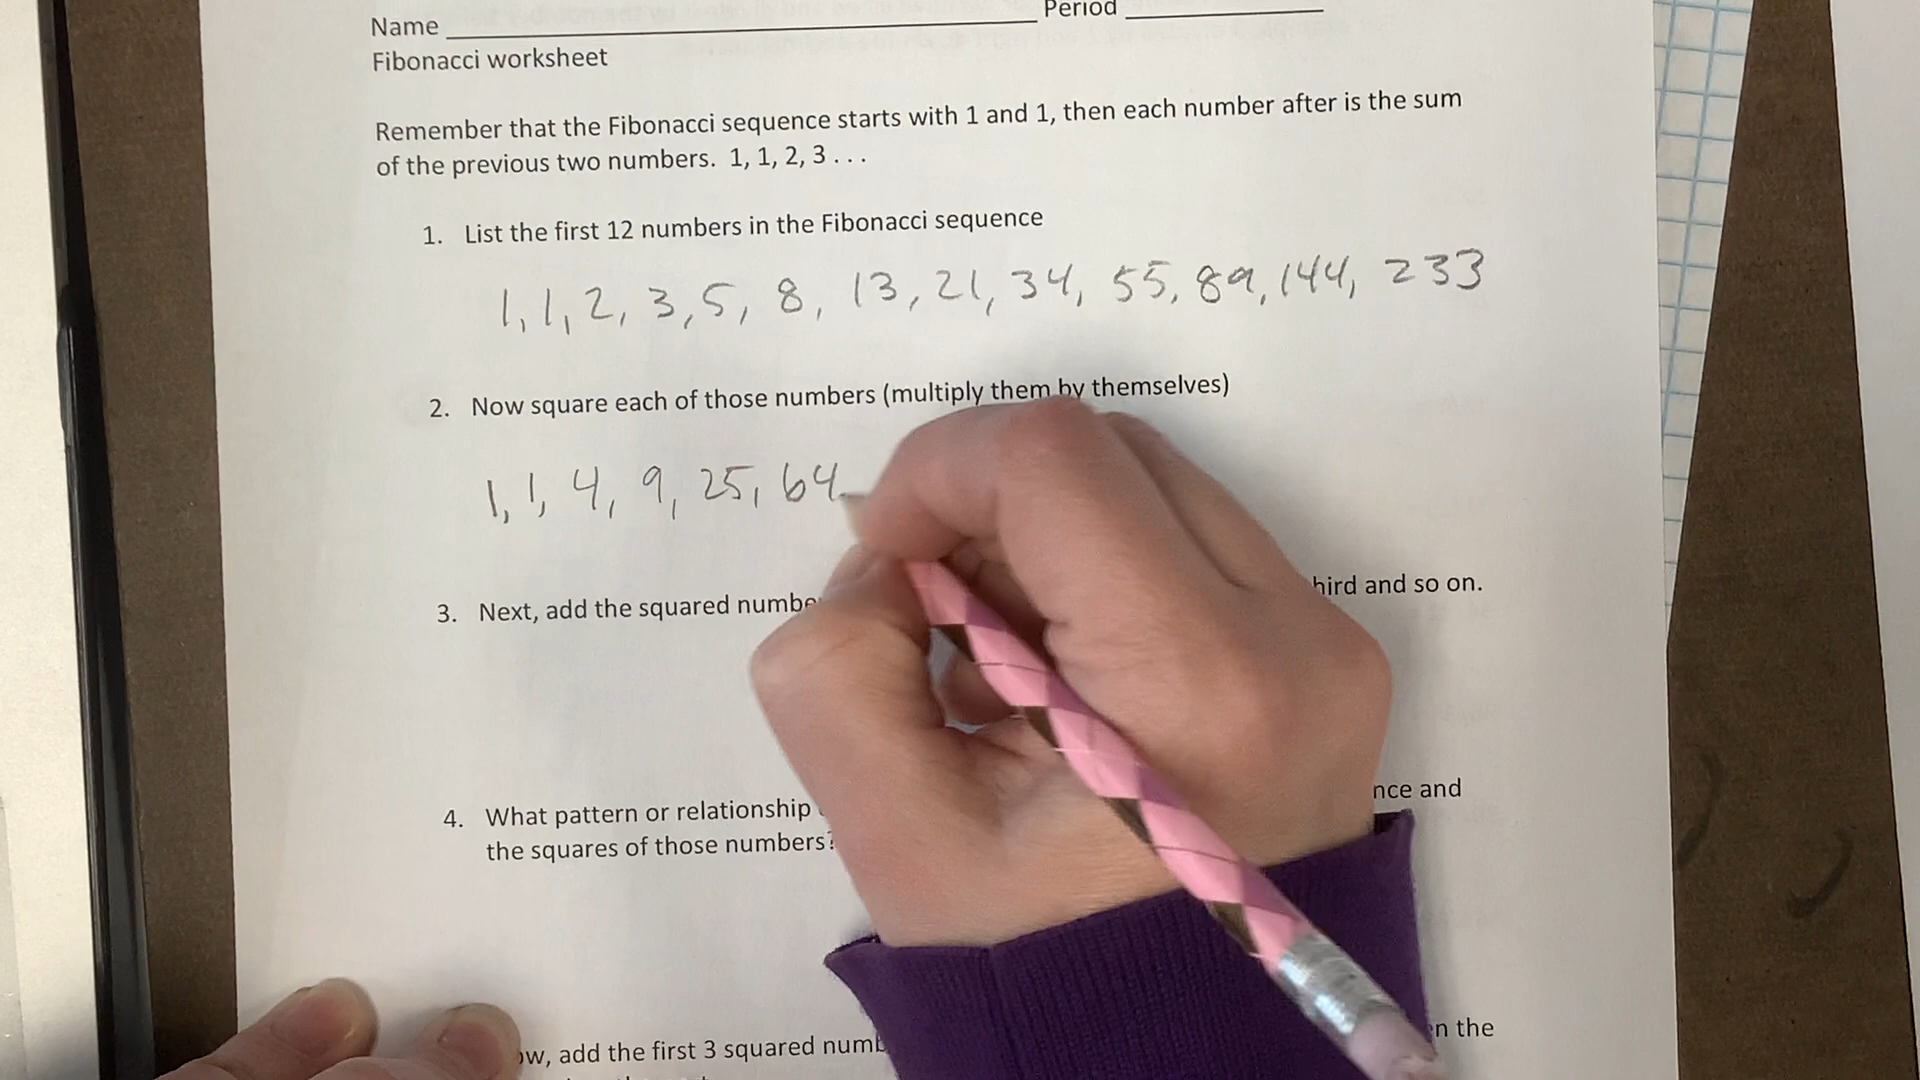 Name Period
Fibonacci worksheet
Remember that the Fibonacci sequence starts with 1 and 1, then each number after is the sum
of the previous two numbers. 1, 1, 2, 3 . . .
1. List the first 12 numbers in the Fibonacci sequence
1, 1, 2, 3, 5, 8, 13, 21, 34, 55, 89, 144, 233
2. Now square each of those numbers (multiply them by themselves)
1, 1, 4, 9, 25, 64
3. Next, add the squared hird and so on.
4. What pattern or relationship nce and
the squares of those numbers?
ow, add the first 3 squared n the